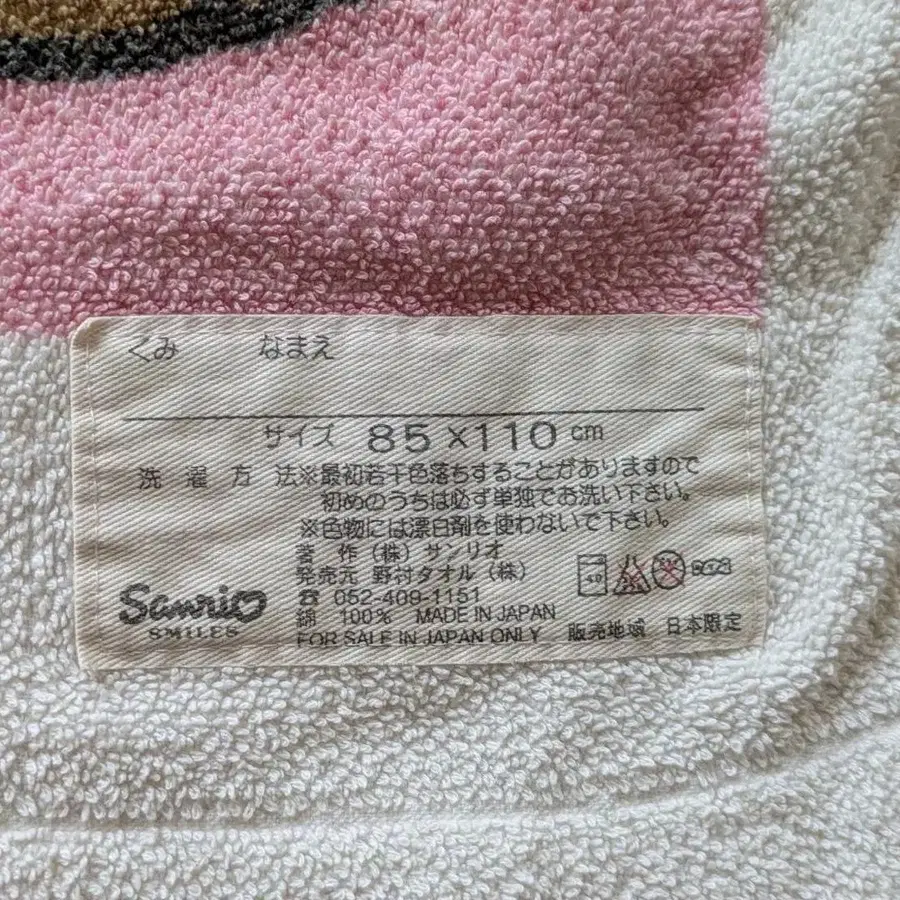 くみ なまえ
サイズ 85×110cm
洗濯方法※最初若干色落ちすることがありますので
初めのうちは必ず単独でお洗い下さい。
※色物には漂白剤を使わないで下さい。
著作(株)サンリオ
発売元 野村タオル(株)
☎ 052-409-1151
綿 100% MADE IN JAPAN
FOR SALE IN JAPAN ONLY 販売地域 日本限定
Sanrio
SMILES
40